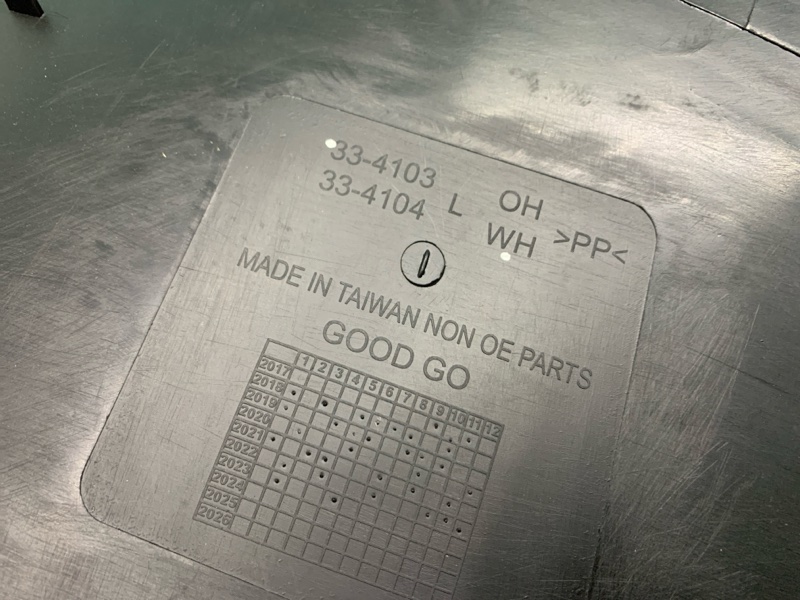 33-4103
33-4104 L
OH
WH >PP<
MADE IN TAIWAN NON OE PARTS
GOOD GO
1 2 3 4 5 6 7 8 9 10 11 12
2017
2018
2019
2020
2021
2022
2023
2024
2025
2026